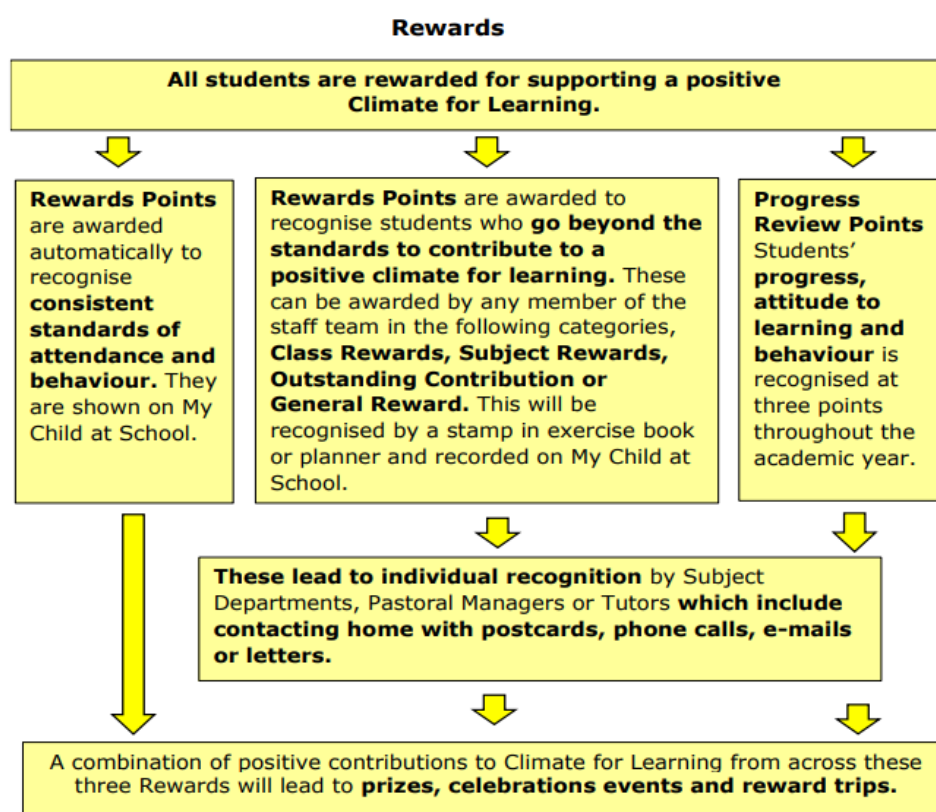 Rewards
All students are rewarded for supporting a positive
Climate for Learning.
Rewards Points
are awarded
automatically to
recognise
consistent
standards of
attendance and
behaviour. They
are shown on My
Child at School.
Rewards Points are awarded to
recognise students who go beyond the
standards to contribute to a
positive climate for learning. These
can be awarded by any member of the
staff team in the following categories,
Class Rewards, Subject Rewards,
Outstanding Contribution or
General Reward. This will be
recognised by a stamp in exercise book
or planner and recorded on My Child at
School.
Progress
Review Points
Students’
progress,
attitude to
learning and
behaviour is
recognised at
three points
throughout the
academic year.
These lead to individual recognition by Subject
Departments, Pastoral Managers or Tutors which include
contacting home with postcards, phone calls, e-mails
or letters.
A combination of positive contributions to Climate for Learning from across these
three Rewards will lead to prizes, celebrations events and reward trips.